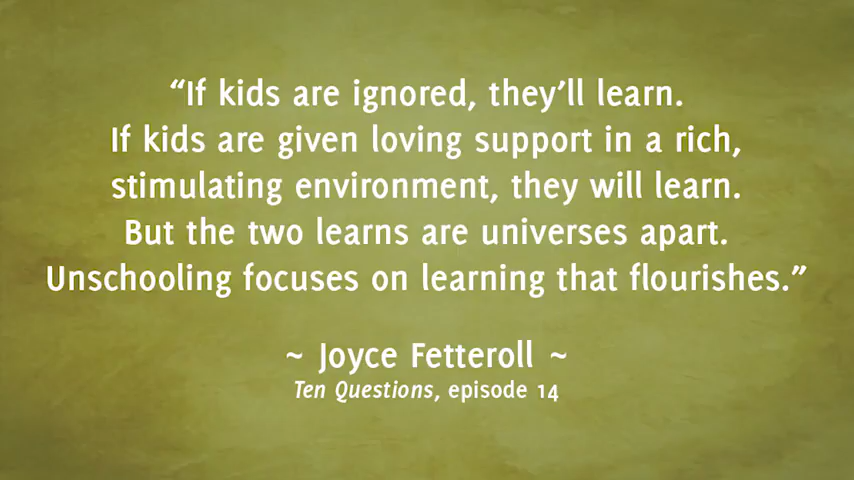 “If kids are ignored, they’ll learn.
If kids are given loving support in a rich,
stimulating environment, they will learn.
But the two learns are universes apart.
Unschooling focuses on learning that flourishes.”
~ Joyce Fetteroll ~
Ten Questions, episode 14